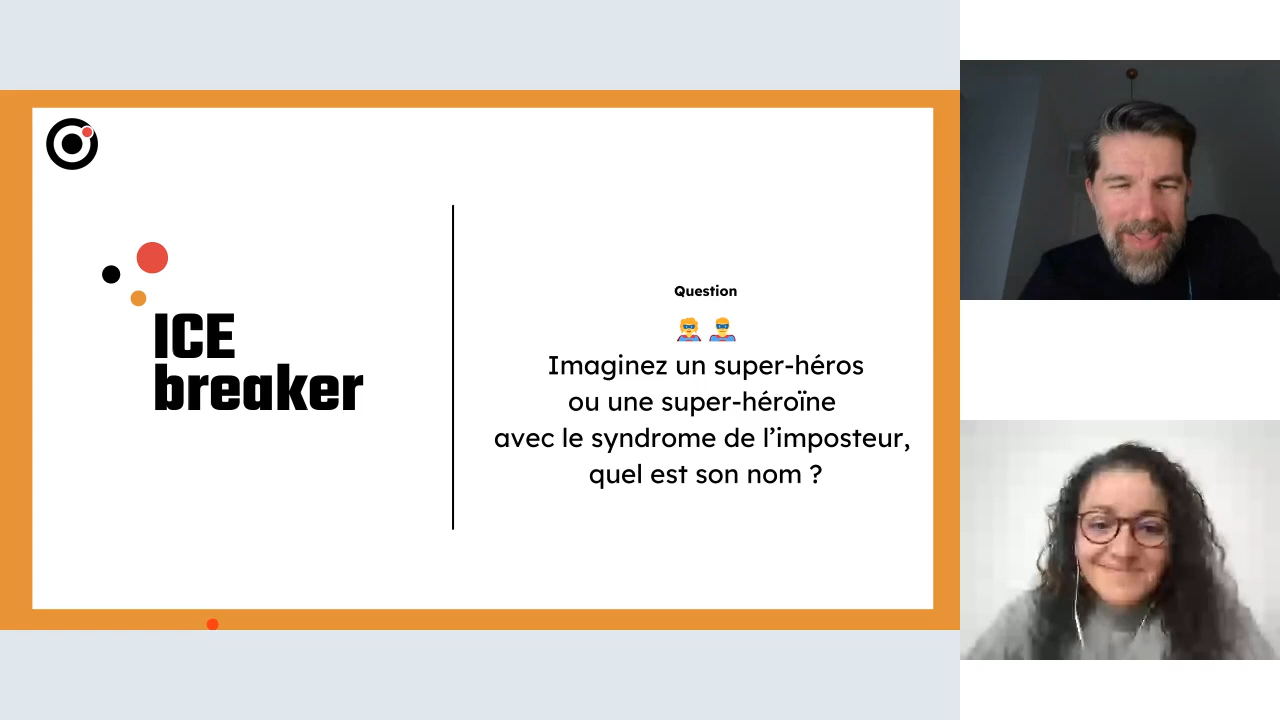 ICE
breaker
Question
Imaginez un super-héros
ou une super-héroïne
avec le syndrome de l’imposteur,
quel est son nom ?